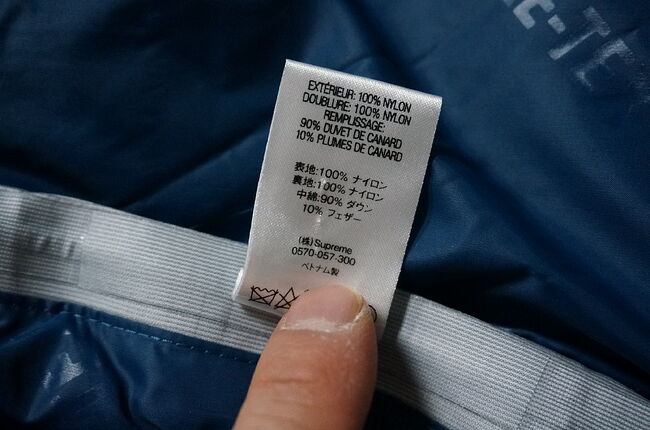 EXTÉRIEUR: 100% NYLON
DOUBLURE: 100% NYLON
REMPLISSAGE:
90% DUVET DE CANARD
10% PLUMES DE CANARD
表地:100% ナイロン
裏地:100% ナイロン
中綿:90% ダウン
10% フェザー
(株) Supreme
0570-057-300
ベトナム製